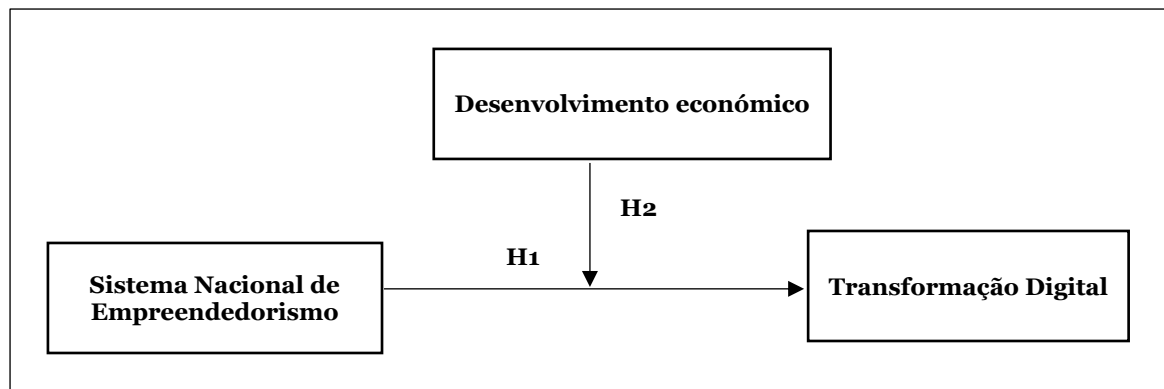 Desenvolvimento económico
H2
H1
Sistema Nacional de
Empreendedorismo
Transformação Digital